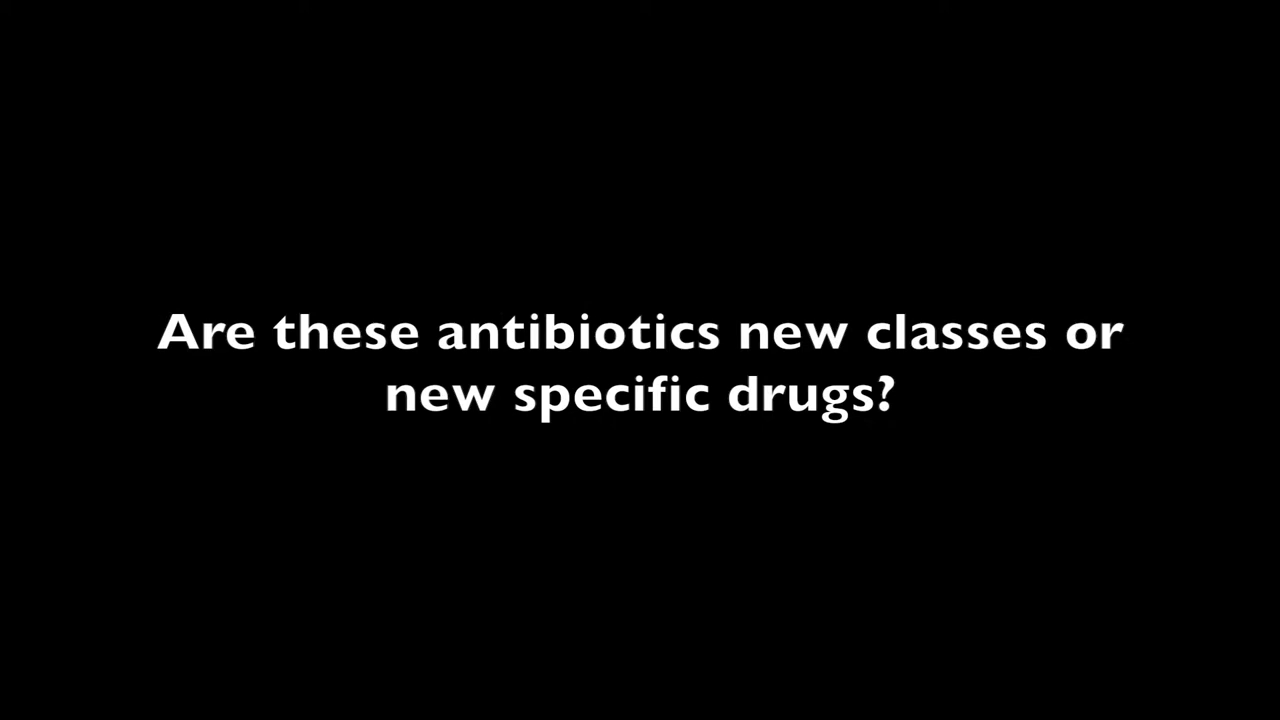 Are these antibiotics new classes or
new specific drugs?